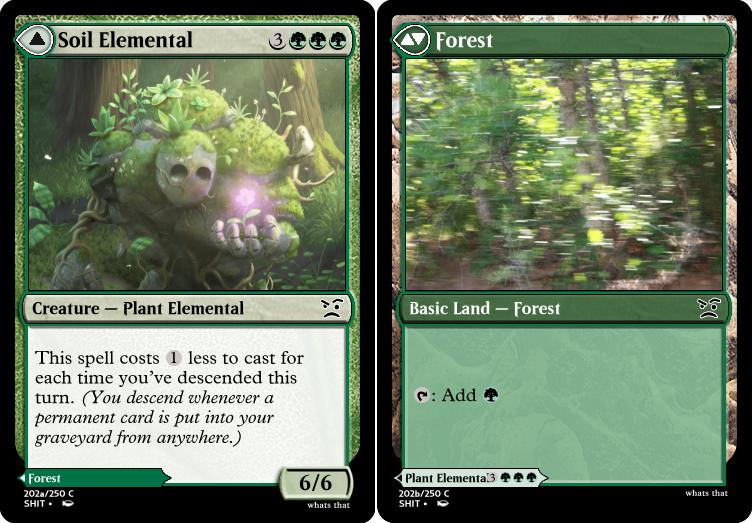 Soil Elemental 3
Creature — Plant Elemental
This spell costs 1 less to cast for
each time you've descended this
turn. (You descend whenever a
permanent card is put into your
graveyard from anywhere.)
Forest
6/6
202a/250 C
SHIT •
whats that
Forest
Basic Land — Forest
: Add
Plant Elemental 3
202b/250 C
SHIT •
whats that